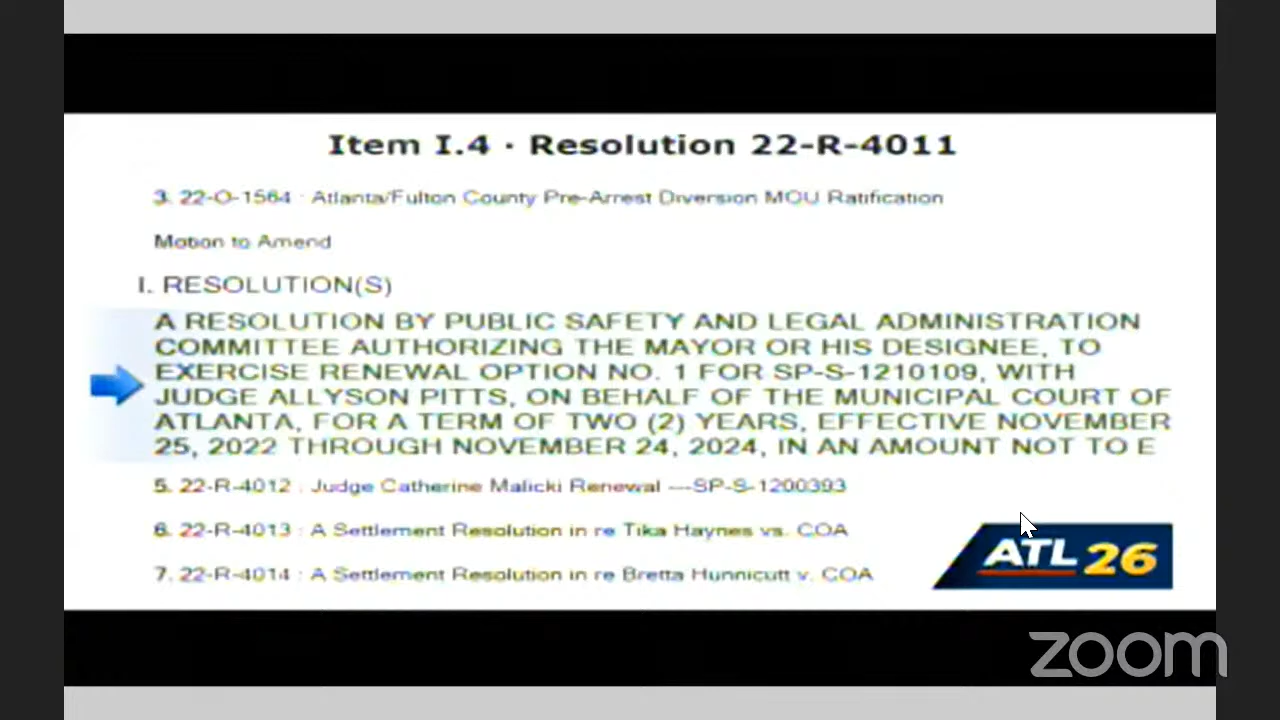 Item I.4 · Resolution 22-R-4011
3. 22-O-1564 : Atlanta/Fulton County Pre-Arrest Diversion MOU Ratification
Motion to Amend
I. RESOLUTION(S)
A RESOLUTION BY PUBLIC SAFETY AND LEGAL ADMINISTRATION
COMMITTEE AUTHORIZING THE MAYOR OR HIS DESIGNEE, TO
EXERCISE RENEWAL OPTION NO. 1 FOR SP-S-1210109, WITH
JUDGE ALLYSON PITTS, ON BEHALF OF THE MUNICIPAL COURT OF
ATLANTA, FOR A TERM OF TWO (2) YEARS, EFFECTIVE NOVEMBER
25, 2022 THROUGH NOVEMBER 24, 2024, IN AN AMOUNT NOT TO E
5. 22-R-4012 : Judge Catherine Malicki Renewal ---SP-S-1200393
6. 22-R-4013 : A Settlement Resolution in re Tika Haynes vs. COA
7. 22-R-4014 : A Settlement Resolution in re Bretta Hunnicutt v. COA
ATL 26
zoom